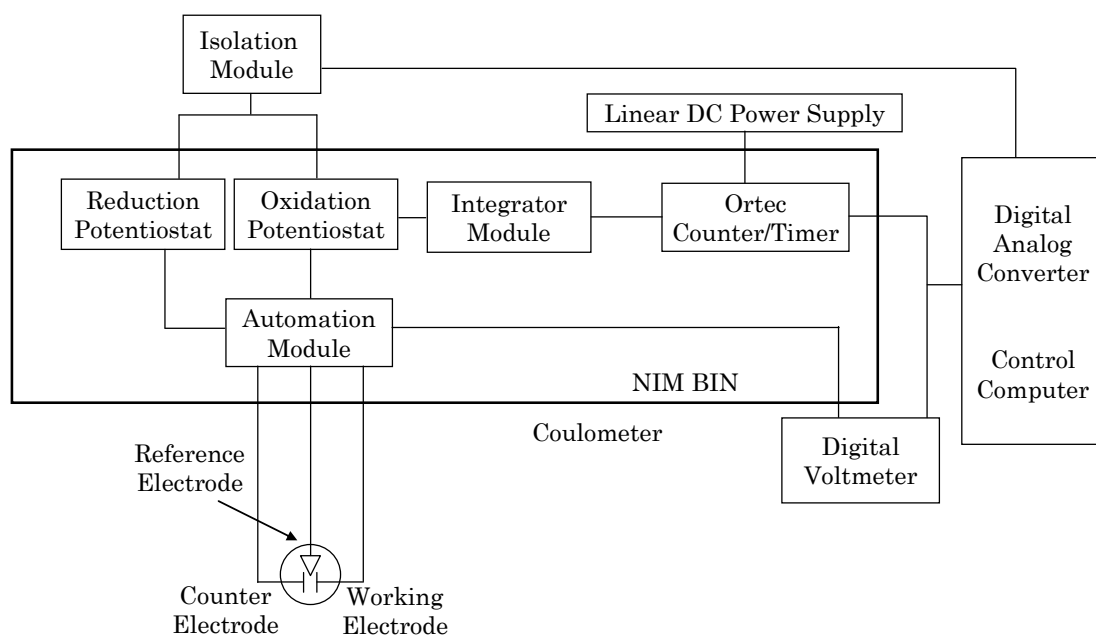 Isolation
Module
Linear DC Power Supply
Reduction
Potentiostat
Oxidation
Potentiostat
Integrator
Module
Ortec
Counter/Timer
Digital
Analog
Converter
Control
Computer
Automation
Module
NIM BIN
Coulometer
Digital
Voltmeter
Reference
Electrode
Counter
Electrode
Working
Electrode